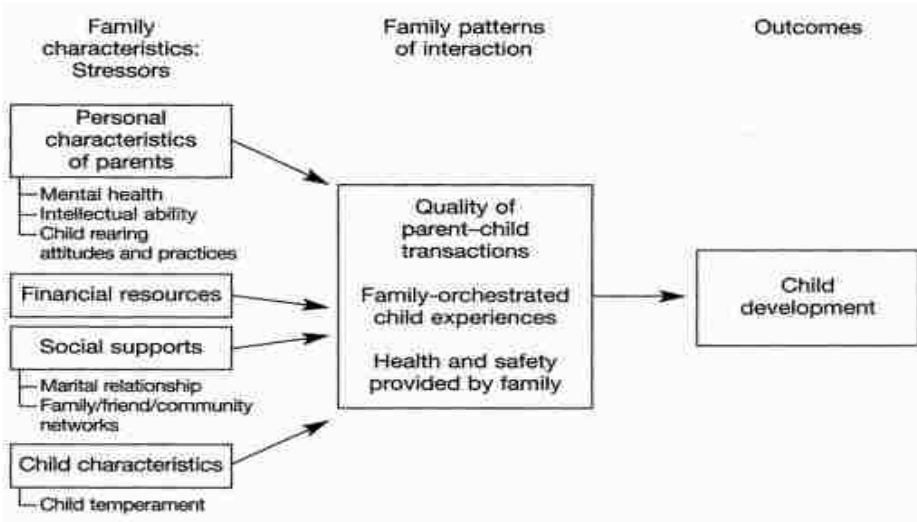 Family
characteristics:
Stressors
Personal
characteristics
of parents
Mental health
Intellectual ability
Child rearing
attitudes and practices
Financial resources
Social supports
Marital relationship
Family/friend/community
networks
Child characteristics
Child temperament
Family patterns
of interaction
Quality of
parent–child
transactions
Family-orchestrated
child experiences
Health and safety
provided by family
Outcomes
Child
development